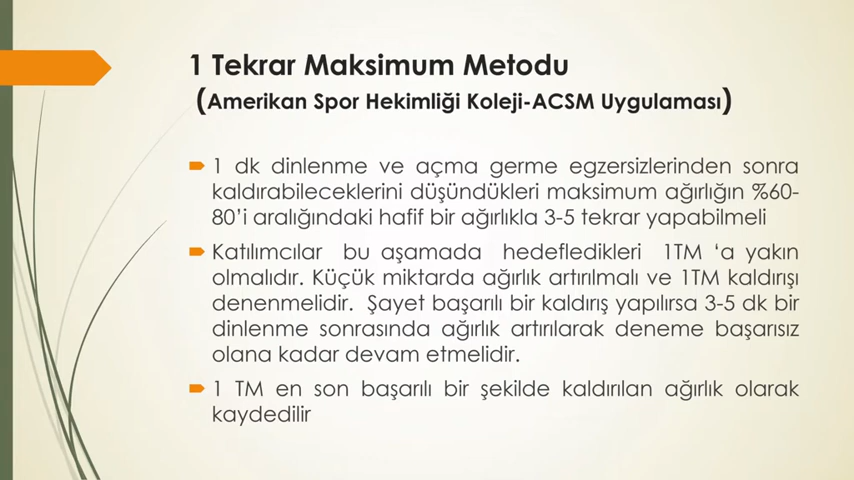 1 Tekrar Maksimum Metodu
(Amerikan Spor Hekimliği Koleji-ACSM Uygulaması)
1 dk dinlenme ve açma germe egzersizlerinden sonra
kaldırabileceklerini düşündükleri maksimum ağırlığın %60-
80’i aralığındaki hafif bir ağırlıkla 3-5 tekrar yapabilmeli
Katılımcılar bu aşamada hedefledikleri 1TM ‘a yakın
olmalıdır. Küçük miktarda ağırlık artırılmalı ve 1TM kaldırışı
denenmelidir. Şayet başarılı bir kaldırış yapılırsa 3-5 dk bir
dinlenme sonrasında ağırlık artırılarak deneme başarısız
olana kadar devam etmelidir.
1 TM en son başarılı bir şekilde kaldırılan ağırlık olarak
kaydedilir